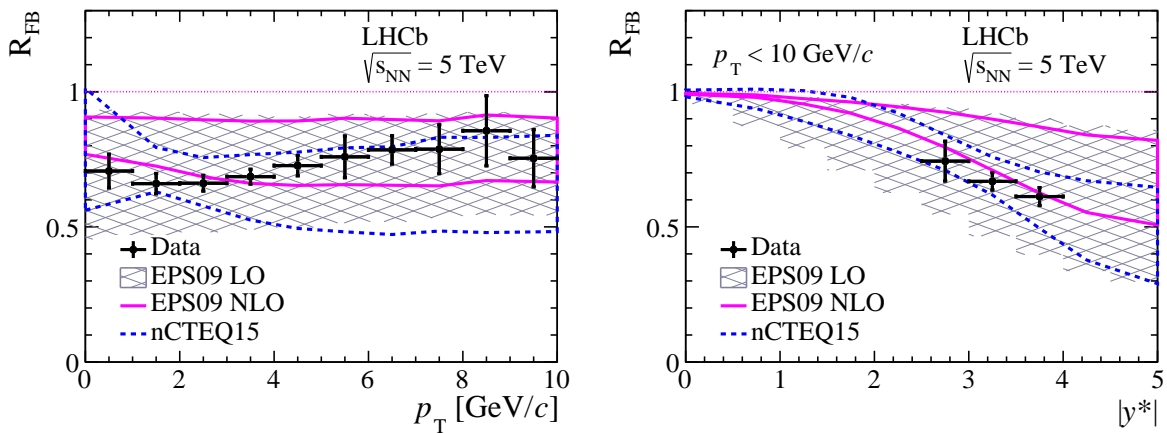 R_FB
LHCb
√s_NN = 5 TeV
1
0.5
0
Data
EPS09 LO
EPS09 NLO
nCTEQ15
0 2 4 6 8 10
p_T [GeV/c]
R_FB
p_T < 10 GeV/c
LHCb
√s_NN = 5 TeV
1
0.5
0
Data
EPS09 LO
EPS09 NLO
nCTEQ15
0 1 2 3 4 5
|y*|